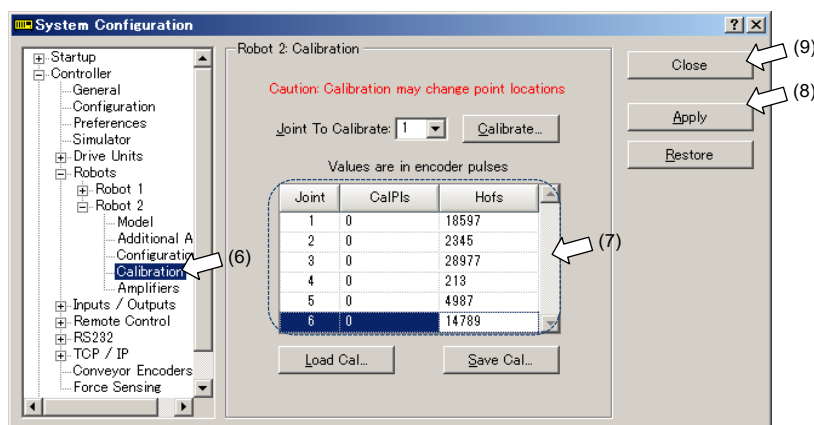 System Configuration
Startup
Controller
General
Configuration
Preferences
Simulator
Drive Units
Robots
Robot 1
Robot 2
Model
Additional A
Configuratio
Calibration
Amplifiers
Inputs / Outputs
Remote Control
RS232
TCP / IP
Conveyor Encoders
Force Sensing
(6)
Robot 2: Calibration
Caution: Calibration may change point locations
Joint To Calibrate: 1 Calibrate...
Values are in encoder pulses
Joint CalPls Hofs
1 0 18597
2 0 2345
3 0 28977
4 0 213
5 0 4987
6 0 14789
(7)
Load Cal... Save Cal...
Close (9)
Apply (8)
Restore